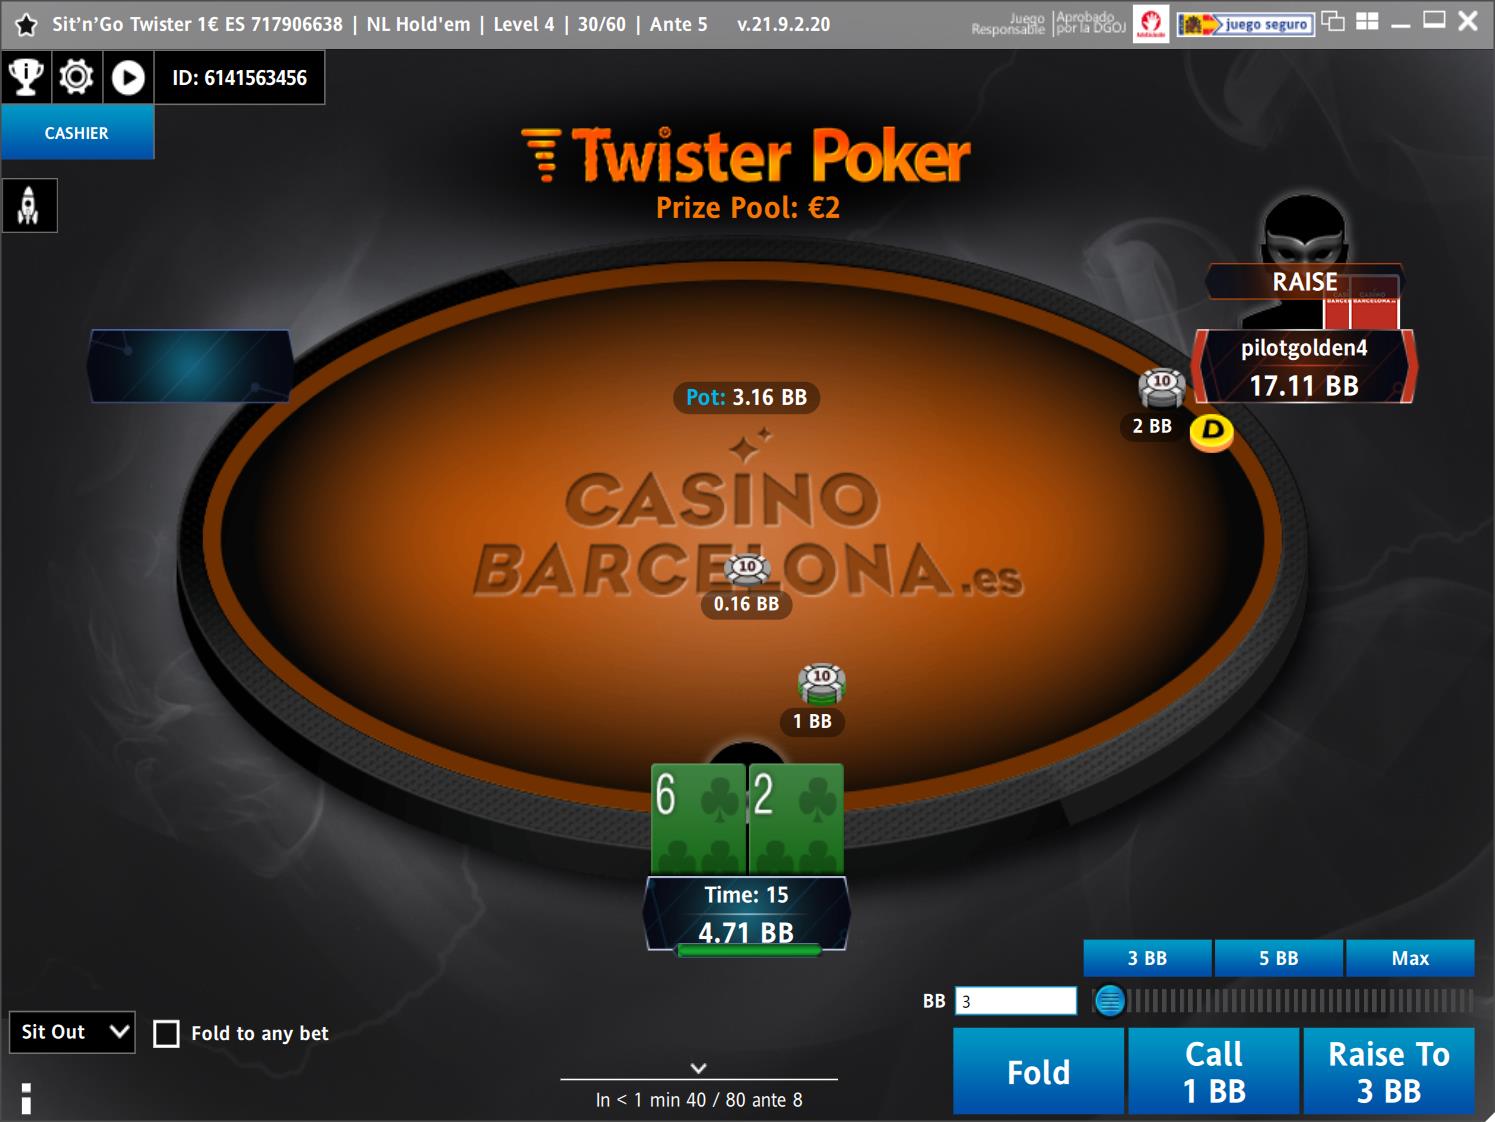 Sit'n'Go Twister 1€ ES 717906638 | NL Hold'em | Level 4 | 30/60 | Ante 5 v.21.9.2.20
Juego Responsable
Aprobado por la DGOJ
juego seguro
ID: 6141563456
CASHIER
Twister Poker
Prize Pool: €2
RAISE
CASINO
BARCELONA.es
pilotgolden4
17.11 BB
10
2 BB
D
Pot: 3.16 BB
CASINO
BARCELONA.es
10
0.16 BB
10
1 BB
6 2
Time: 15
4.71 BB
3 BB 5 BB Max
BB 3
Sit Out
Fold to any bet
Fold
Call 1 BB
Raise To 3 BB
In < 1 min 40 / 80 ante 8